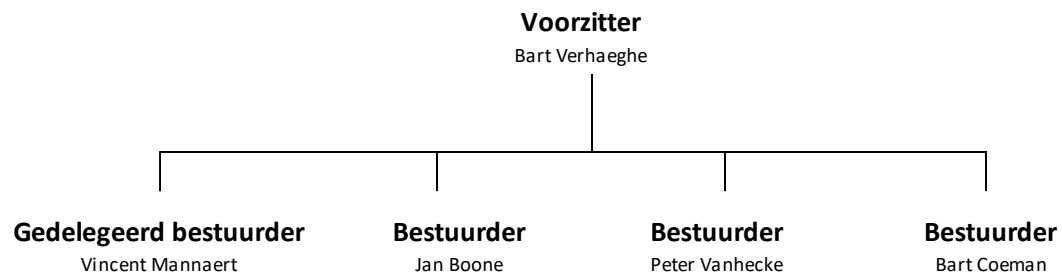 Voorzitter
Bart Verhaeghe
Gedelegeerd bestuurder
Vincent Mannaert
Bestuurder
Jan Boone
Bestuurder
Peter Vanhecke
Bestuurder
Bart Coeman